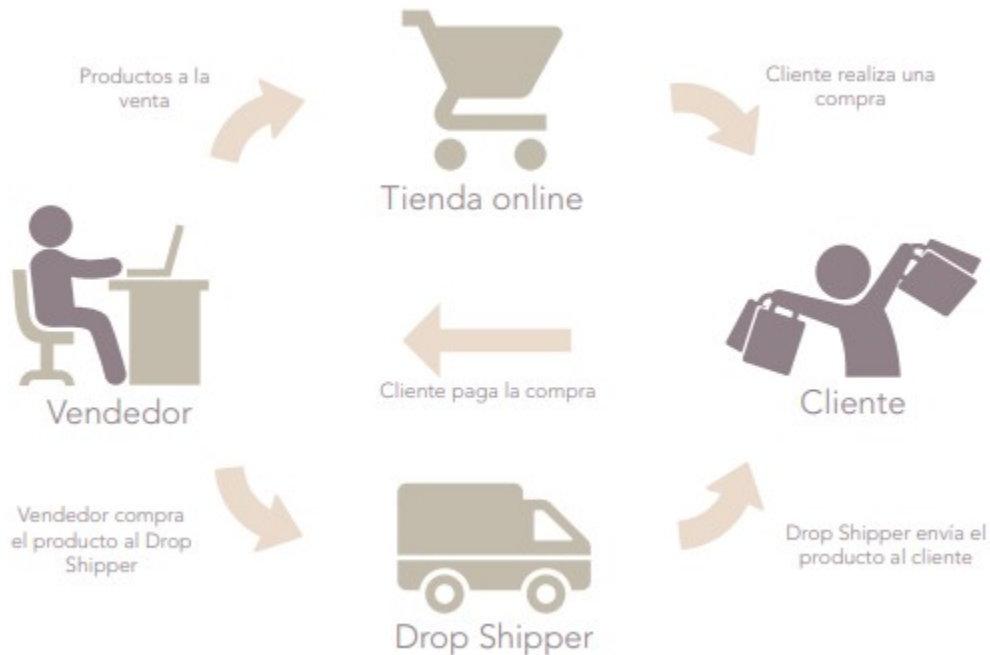 Productos a la
venta
Cliente realiza una
compra
Tienda online
Vendedor
Cliente paga la compra
Cliente
Vendedor compra
el producto al Drop
Shipper
Drop Shipper envía el
producto al cliente
Drop Shipper